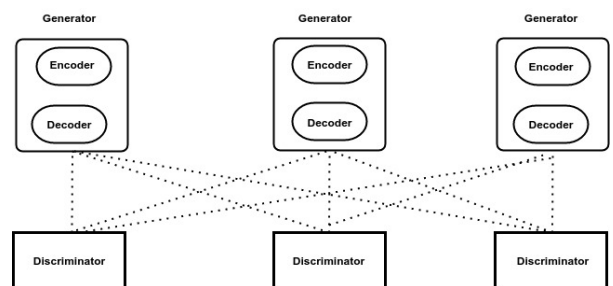 Generator Generator Generator
Encoder Encoder Encoder
Decoder Decoder Decoder
Discriminator Discriminator Discriminator